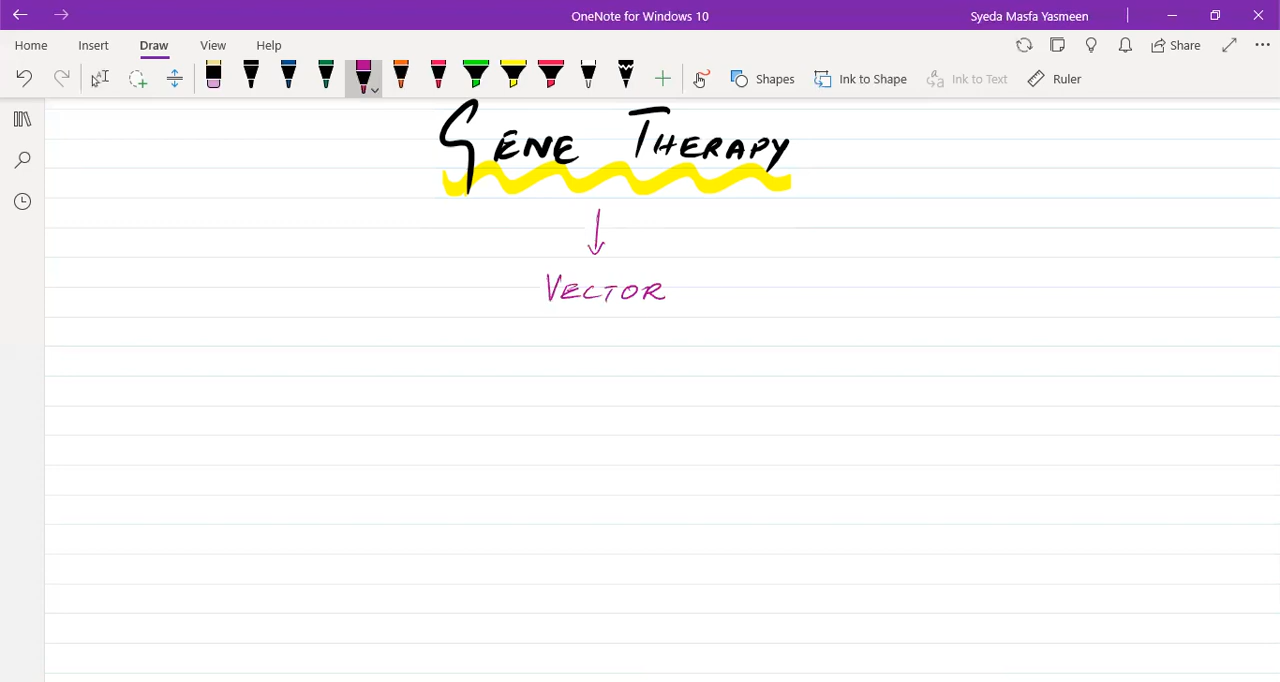 OneNote for Windows 10
Syeda Masfa Yasmeen
Home Insert Draw View Help
Share
Shapes Ink to Shape Ink to Text Ruler
GENE THERAPY
VECTOR